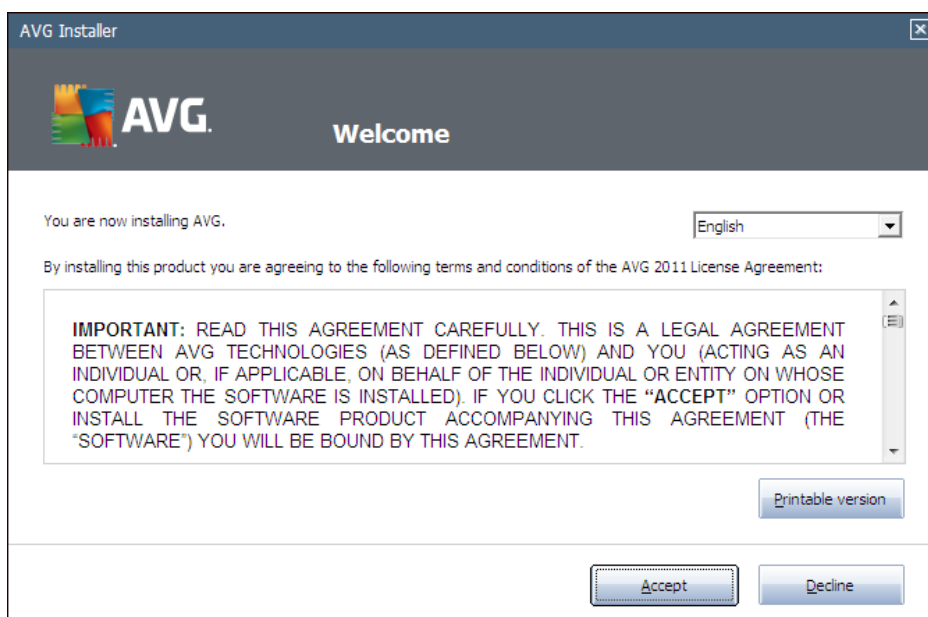 AVG Installer
AVG.
Welcome
You are now installing AVG.
English
By installing this product you are agreeing to the following terms and conditions of the AVG 2011 License Agreement:
IMPORTANT: READ THIS AGREEMENT CAREFULLY. THIS IS A LEGAL AGREEMENT
BETWEEN AVG TECHNOLOGIES (AS DEFINED BELOW) AND YOU (ACTING AS AN
INDIVIDUAL OR, IF APPLICABLE, ON BEHALF OF THE INDIVIDUAL OR ENTITY ON WHOSE
COMPUTER THE SOFTWARE IS INSTALLED). IF YOU CLICK THE “ACCEPT” OPTION OR
INSTALL THE SOFTWARE PRODUCT ACCOMPANYING THIS AGREEMENT (THE
“SOFTWARE”) YOU WILL BE BOUND BY THIS AGREEMENT.
Printable version
Accept
Decline